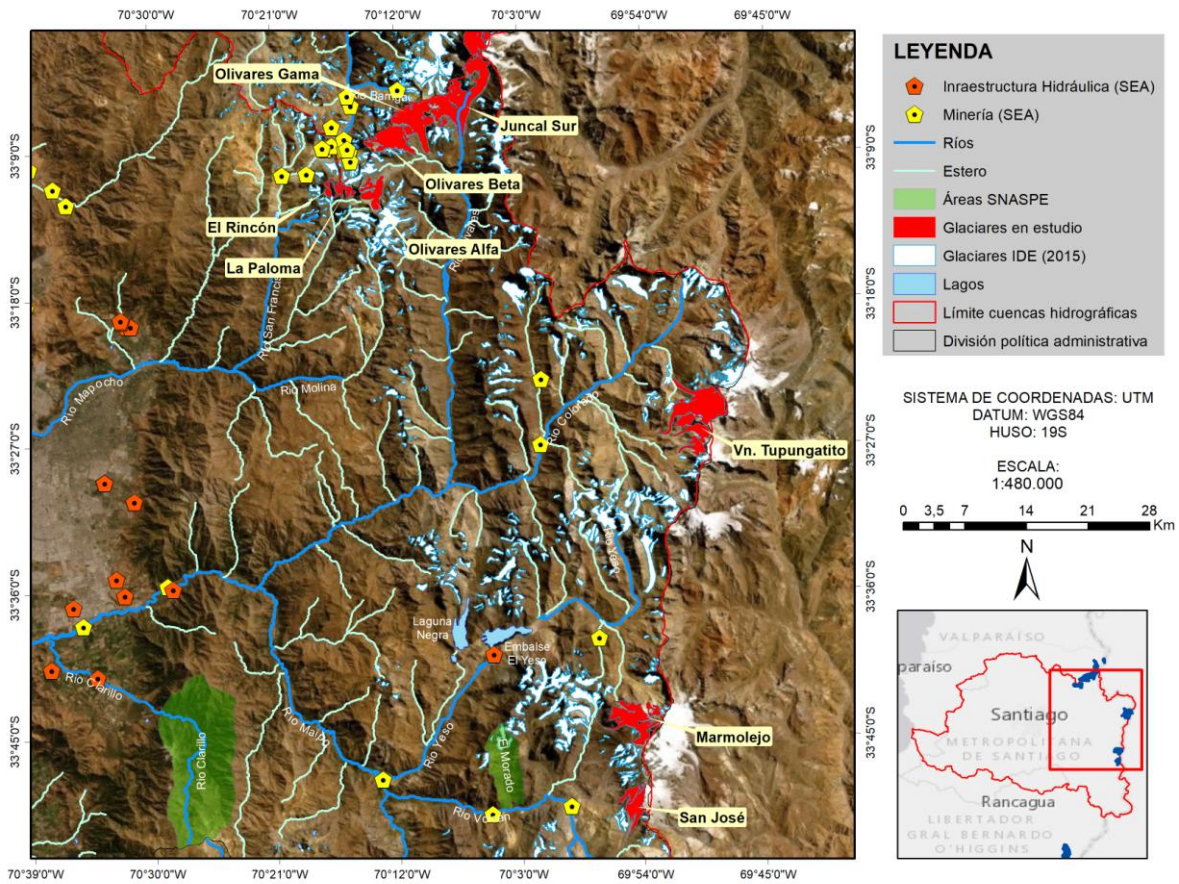 70°30'0"W
70°21'0"W
70°12'0"W
70°3'0"W
69°54'0"W
69°45'0"W
33°9'0"S
33°18'0"S
33°27'0"S
33°36'0"S
33°45'0"S
Olivares Gama
Juncal Sur
Olivares Beta
El Rincón
Olivares Alfa
La Paloma
Río San Franci
Río Mapocho
Río Molina
Río Colorado
Vn. Tupungatito
Río Yeso
Laguna
Negra
Embalse
El Yeso
Río Clarillo
Río Clarillo
Río Maipo
Río Yeso
El Morado
Marmolejo
Río Volcán
San José
33°9'0"S
33°18'0"S
33°27'0"S
33°36'0"S
33°45'0"S
70°39'0"W
70°30'0"W
70°21'0"W
70°12'0"W
70°3'0"W
69°54'0"W
69°45'0"W
LEYENDA
Inraestructura Hidráulica (SEA)
Minería (SEA)
Ríos
Estero
Áreas SNASPE
Glaciares en estudio
Glaciares IDE (2015)
Lagos
Límite cuencas hidrográficas
División política administrativa
SISTEMA DE COORDENADAS: UTM
DATUM: WGS84
HUSO: 19S
ESCALA:
1:480.000
0 3,5 7 14 21 28
Km
N
VALPARAÍSO
paraíso
Santiago
METROPOLITANA
DE SANTIAGO
Rancagua
LIBERTADOR
GRAL BERNARDO
O'HIGGINS